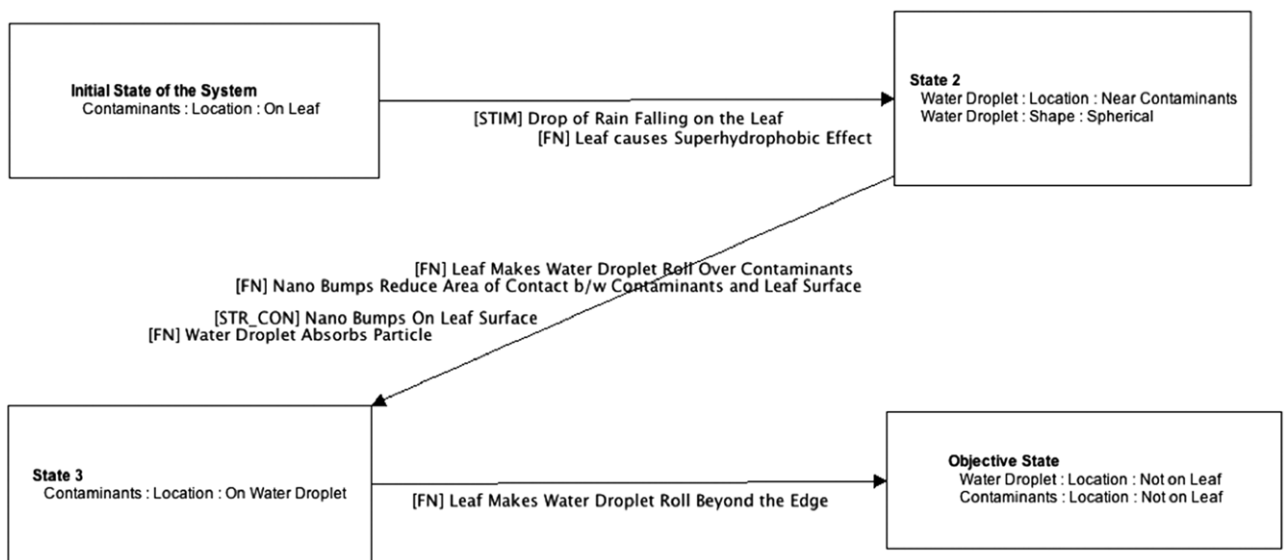 Initial State of the System
Contaminants : Location : On Leaf
[STIM] Drop of Rain Falling on the Leaf
[FN] Leaf causes Superhydrophobic Effect
State 2
Water Droplet : Location : Near Contaminants
Water Droplet : Shape : Spherical
[FN] Leaf Makes Water Droplet Roll Over Contaminants
[FN] Nano Bumps Reduce Area of Contact b/w Contaminants and Leaf Surface
[STR_CON] Nano Bumps On Leaf Surface
[FN] Water Droplet Absorbs Particle
State 3
Contaminants : Location : On Water Droplet
[FN] Leaf Makes Water Droplet Roll Beyond the Edge
Objective State
Water Droplet : Location : Not on Leaf
Contaminants : Location : Not on Leaf